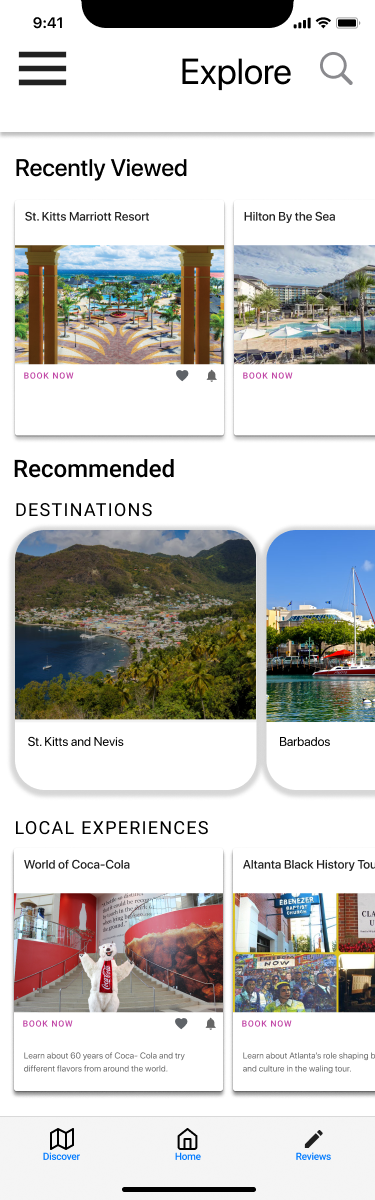 9:41
Explore
Recently Viewed
St. Kitts Marriott Resort
Hilton By the Sea
BOOK NOW
BOOK NOW
Recommended
DESTINATIONS
St. Kitts and Nevis
Barbados
LOCAL EXPERIENCES
World of Coca-Cola
Altanta Black History Tou
EBENEZER
BAPTIST
CHURCH
NOW
Coca-Cola
BOOK NOW
BOOK NOW
Learn about 60 years of Coca- Cola and try
different flavors from around the world.
Learn about Atlanta's role shaping b
and culture in the waling tour.
Discover
Home
Reviews